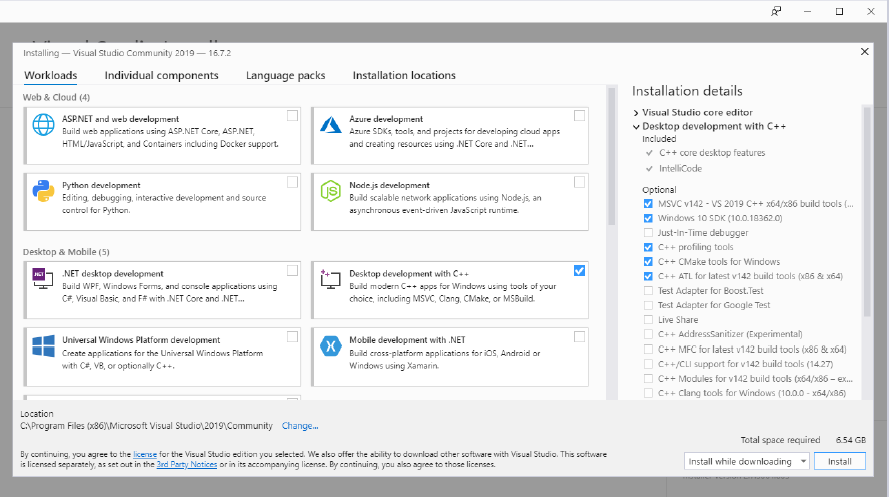 Installing — Visual Studio Community 2019 — 16.7.2
Workloads
Individual components
Language packs
Installation locations
Web & Cloud (4)
ASP.NET and web development
Build web applications using ASP.NET Core, ASP.NET,
HTML/JavaScript, and Containers including Docker support.
Azure development
Azure SDKs, tools, and projects for developing cloud apps
and creating resources using .NET Core and .NET...
Python development
Editing, debugging, interactive development and source
control for Python.
Node.js development
Build scalable network applications using Node.js, an
asynchronous event-driven JavaScript runtime.
Desktop & Mobile (5)
.NET desktop development
Build WPF, Windows Forms, and console applications using
C#, Visual Basic, and F# with .NET Core and .NET...
Desktop development with C++
Build modern C++ apps for Windows using tools of your
choice, including MSVC, Clang, CMake, or MSBuild.
Universal Windows Platform development
Create applications for the Universal Windows Platform
with C#, VB, or optionally C++.
Mobile development with .NET
Build cross-platform applications for iOS, Android or
Windows using Xamarin.
Installation details
Visual Studio core editor
Desktop development with C++
Included
C++ core desktop features
IntelliCode
Optional
MSVC v142 - VS 2019 C++ x64/x86 build tools (...
Windows 10 SDK (10.0.18362.0)
Just-In-Time debugger
C++ profiling tools
C++ CMake tools for Windows
C++ ATL for latest v142 build tools (x86 & x64)
Test Adapter for Boost.Test
Test Adapter for Google Test
Live Share
C++ AddressSanitizer (Experimental)
C++ MFC for latest v142 build tools (x86 & x64)
C++/CLI support for v142 build tools (14.27)
C++ Modules for v142 build tools (x64/x86 – ex...
C++ Clang tools for Windows (10.0.0 - x64/x86)
Location
C:\Program Files (x86)\Microsoft Visual Studio\2019\Community Change...
Total space required 6.54 GB
By continuing, you agree to the license for the Visual Studio edition you selected. We also offer the ability to download other software with Visual Studio. This software
is licensed separately, as set out in the 3rd Party Notices or in its accompanying license. By continuing, you also agree to those licenses.
Install while downloading
Install